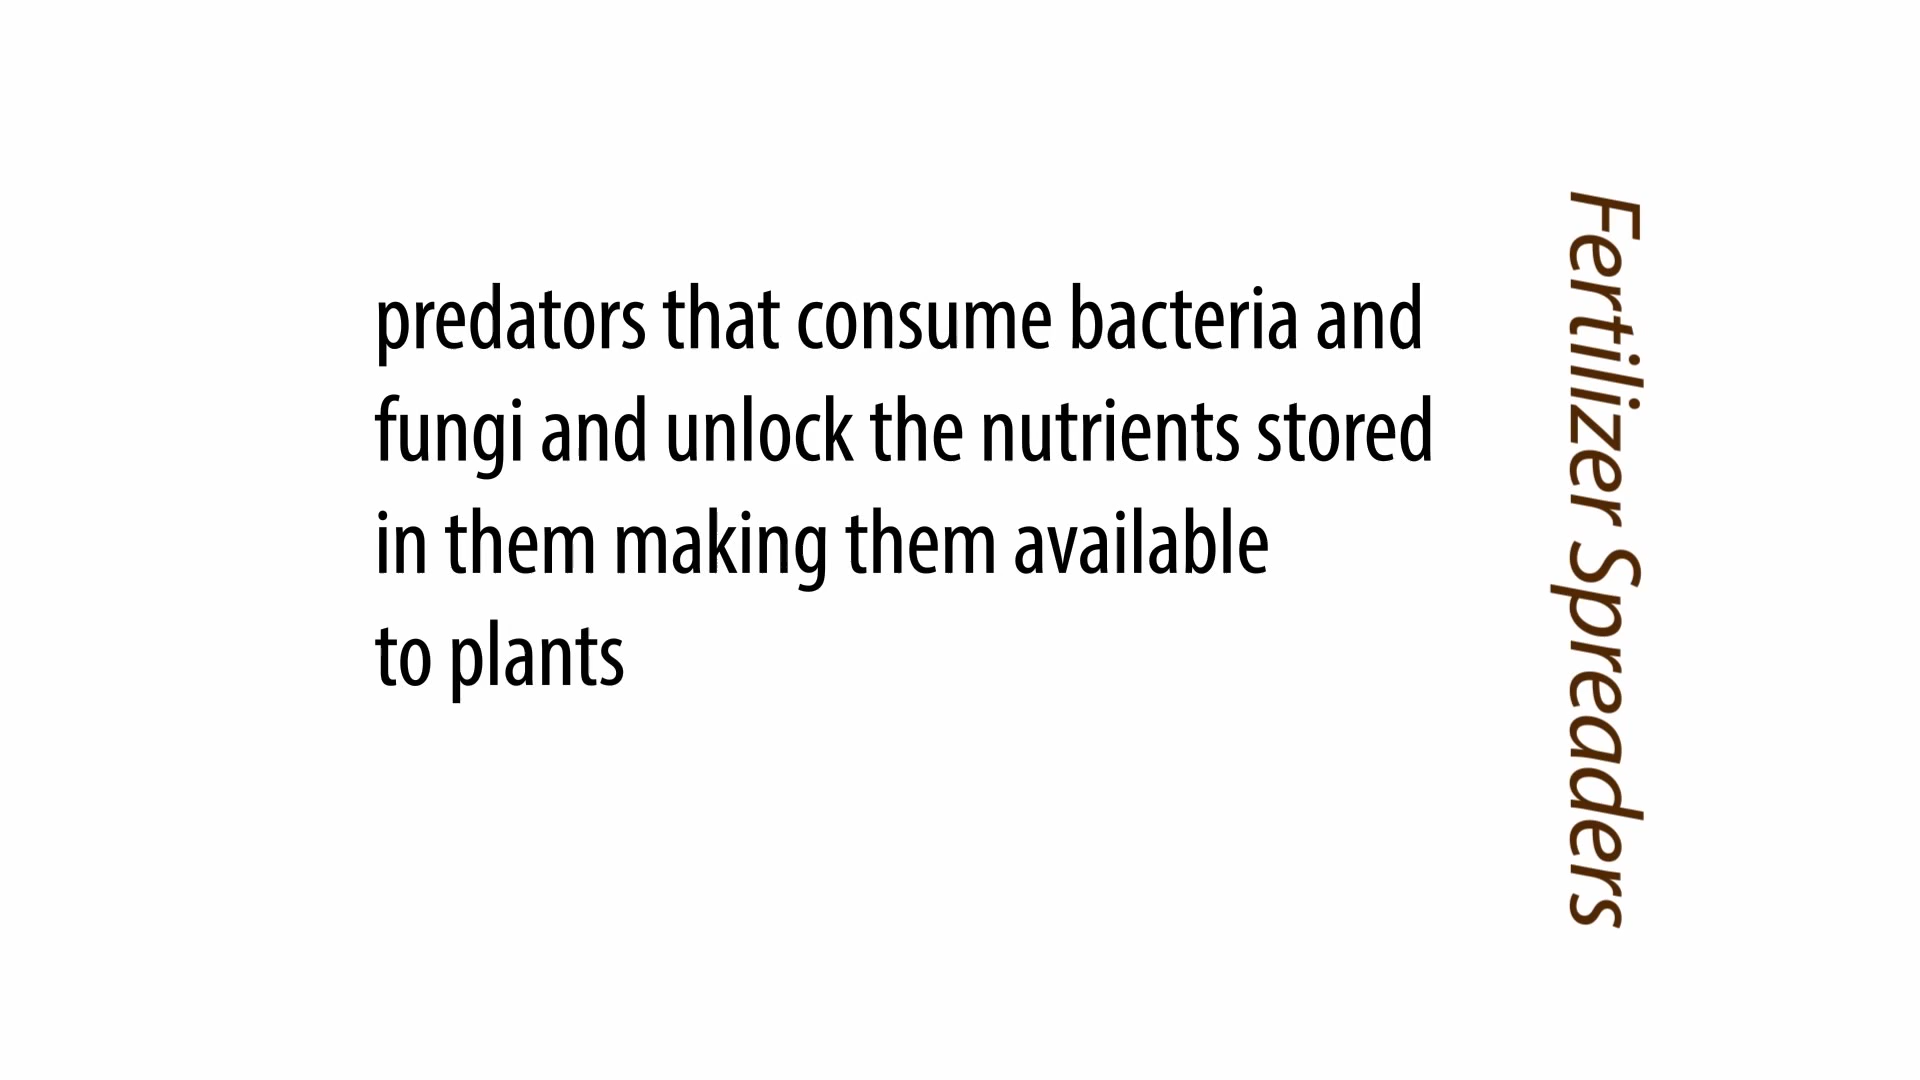 predators that consume bacteria and
fungi and unlock the nutrients stored
in them making them available
to plants
Fertilizer Spreaders